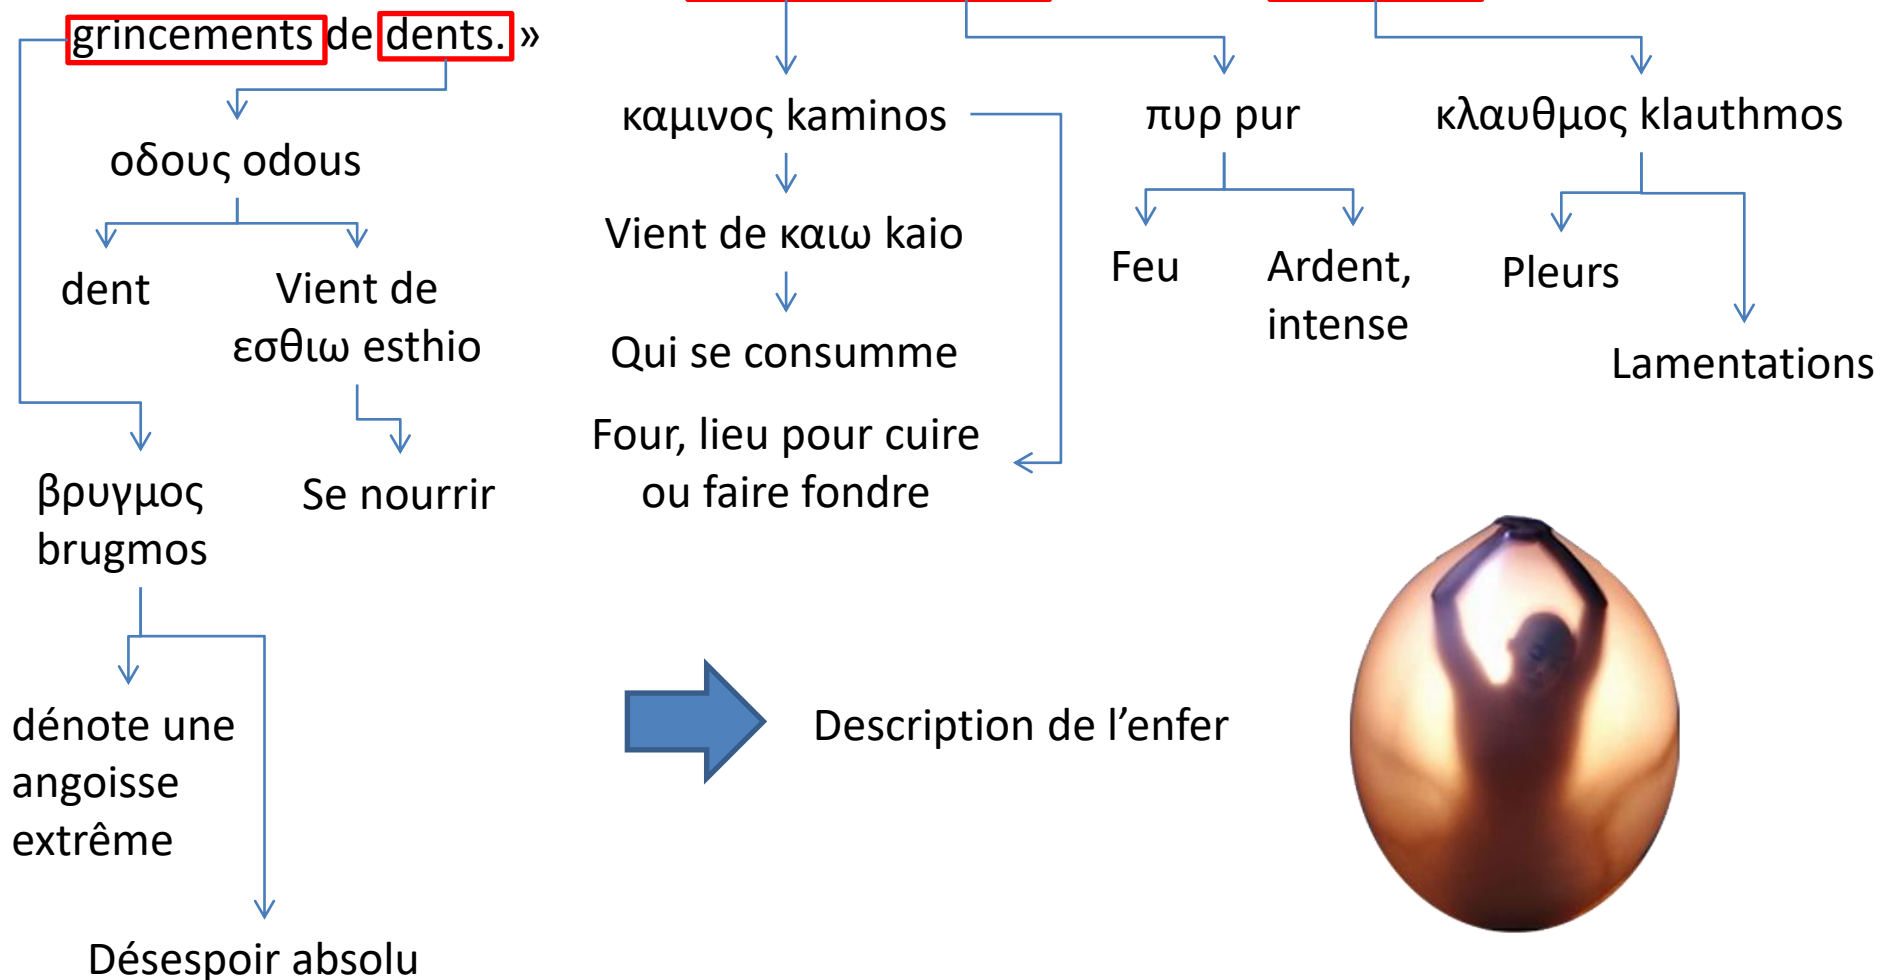 grincements de dents. »
οδους odous
dent
Vient de
εσθιω esthio
Se nourrir
βρυγμος
brugmos
dénote une
angoisse
extrême
Désespoir absolu
καμινος kaminos
Vient de καιω kaio
Qui se consumme
Four, lieu pour cuire
ou faire fondre
πυρ pur
Feu
Ardent,
intense
κλαυθμος klauthmos
Pleurs
Lamentations
Description de l’enfer